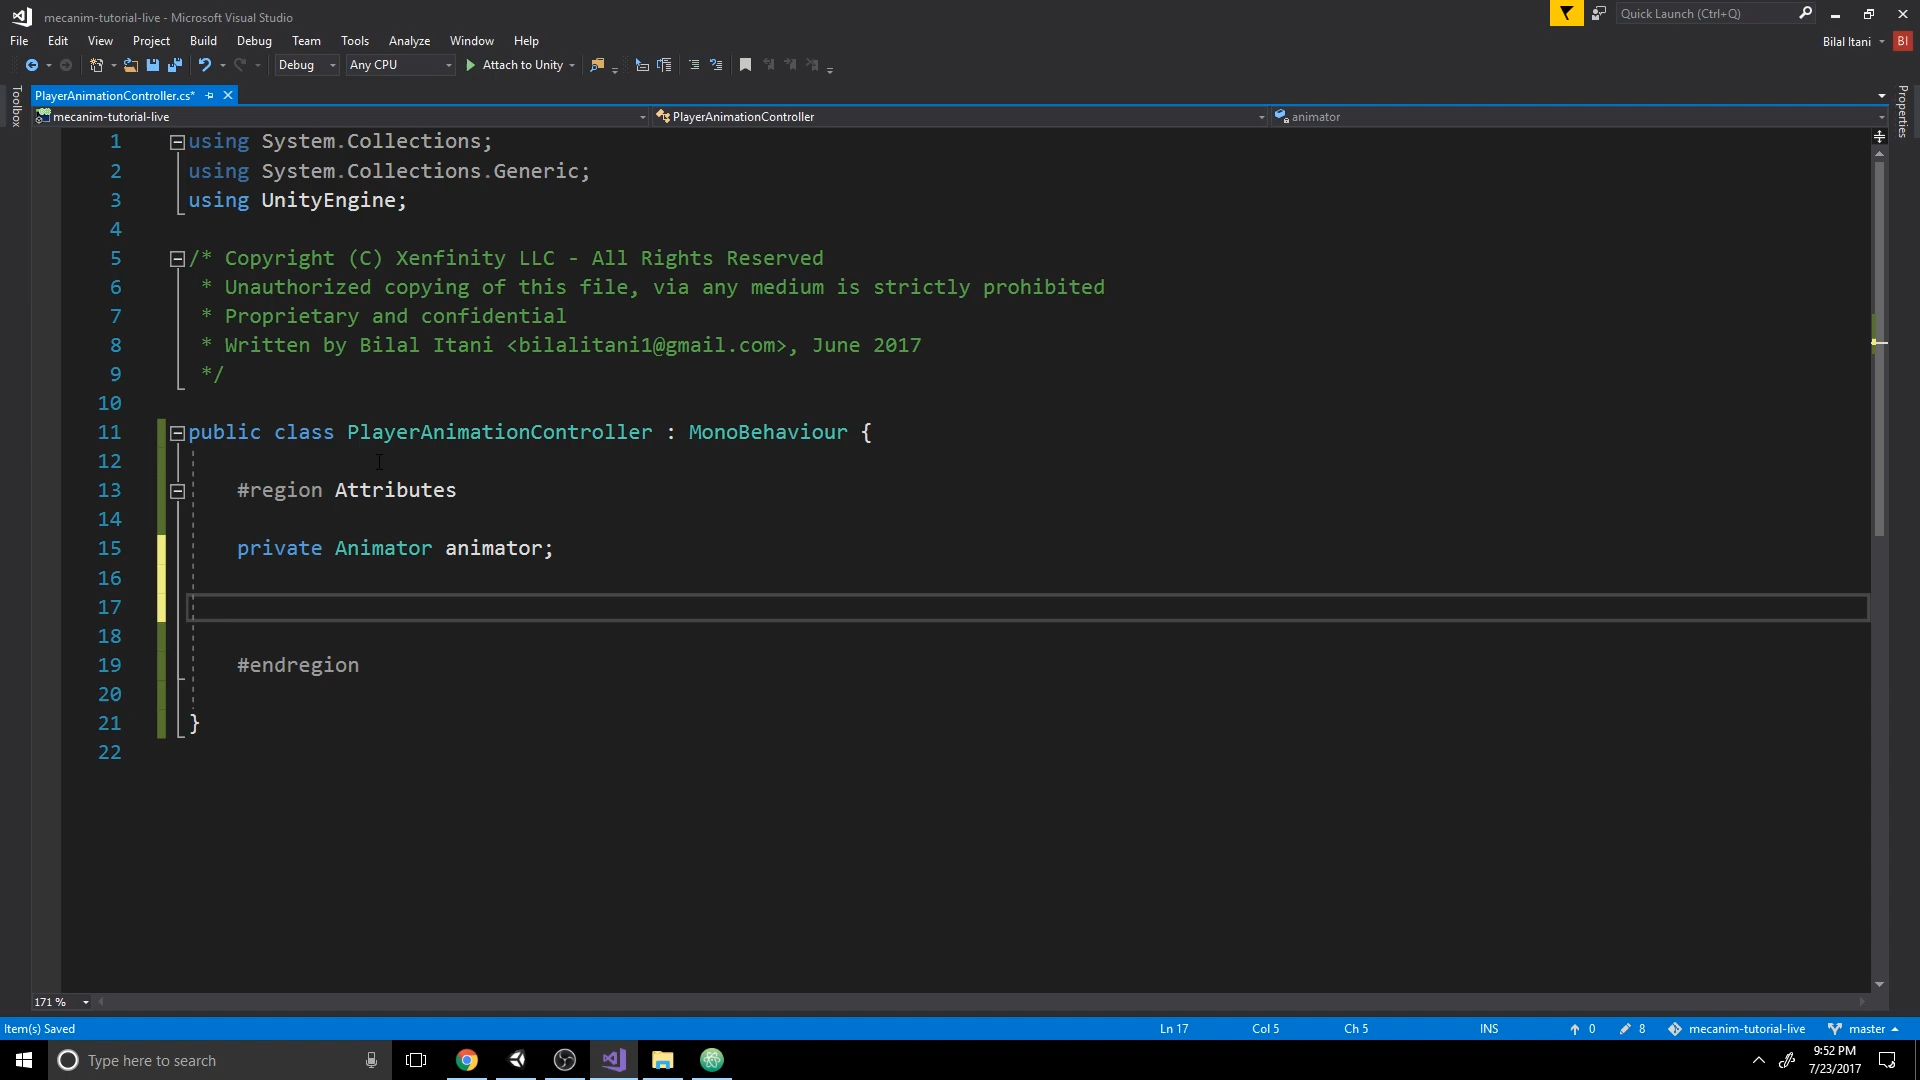 mecanim-tutorial-live - Microsoft Visual Studio
Quick Launch (Ctrl+Q)
File Edit View Project Build Debug Team Tools Analyze Window Help
Bilal Itani BI
Debug Any CPU Attach to Unity
Toolbox
PlayerAnimationController.cs*
Properties
mecanim-tutorial-live PlayerAnimationController animator
1 using System.Collections;
2 using System.Collections.Generic;
3 using UnityEngine;
4
5 /* Copyright (C) Xenfinity LLC - All Rights Reserved
6 * Unauthorized copying of this file, via any medium is strictly prohibited
7 * Proprietary and confidential
8 * Written by Bilal Itani <bilalitani1@gmail.com>, June 2017
9 */
10
11 public class PlayerAnimationController : MonoBehaviour {
12
13 #region Attributes
14
15 private Animator animator;
16
17
18
19 #endregion
20
21 }
22
171 %
Item(s) Saved Ln 17 Col 5 Ch 5 INS 0 8 mecanim-tutorial-live master
Type here to search
9:52 PM
7/23/2017